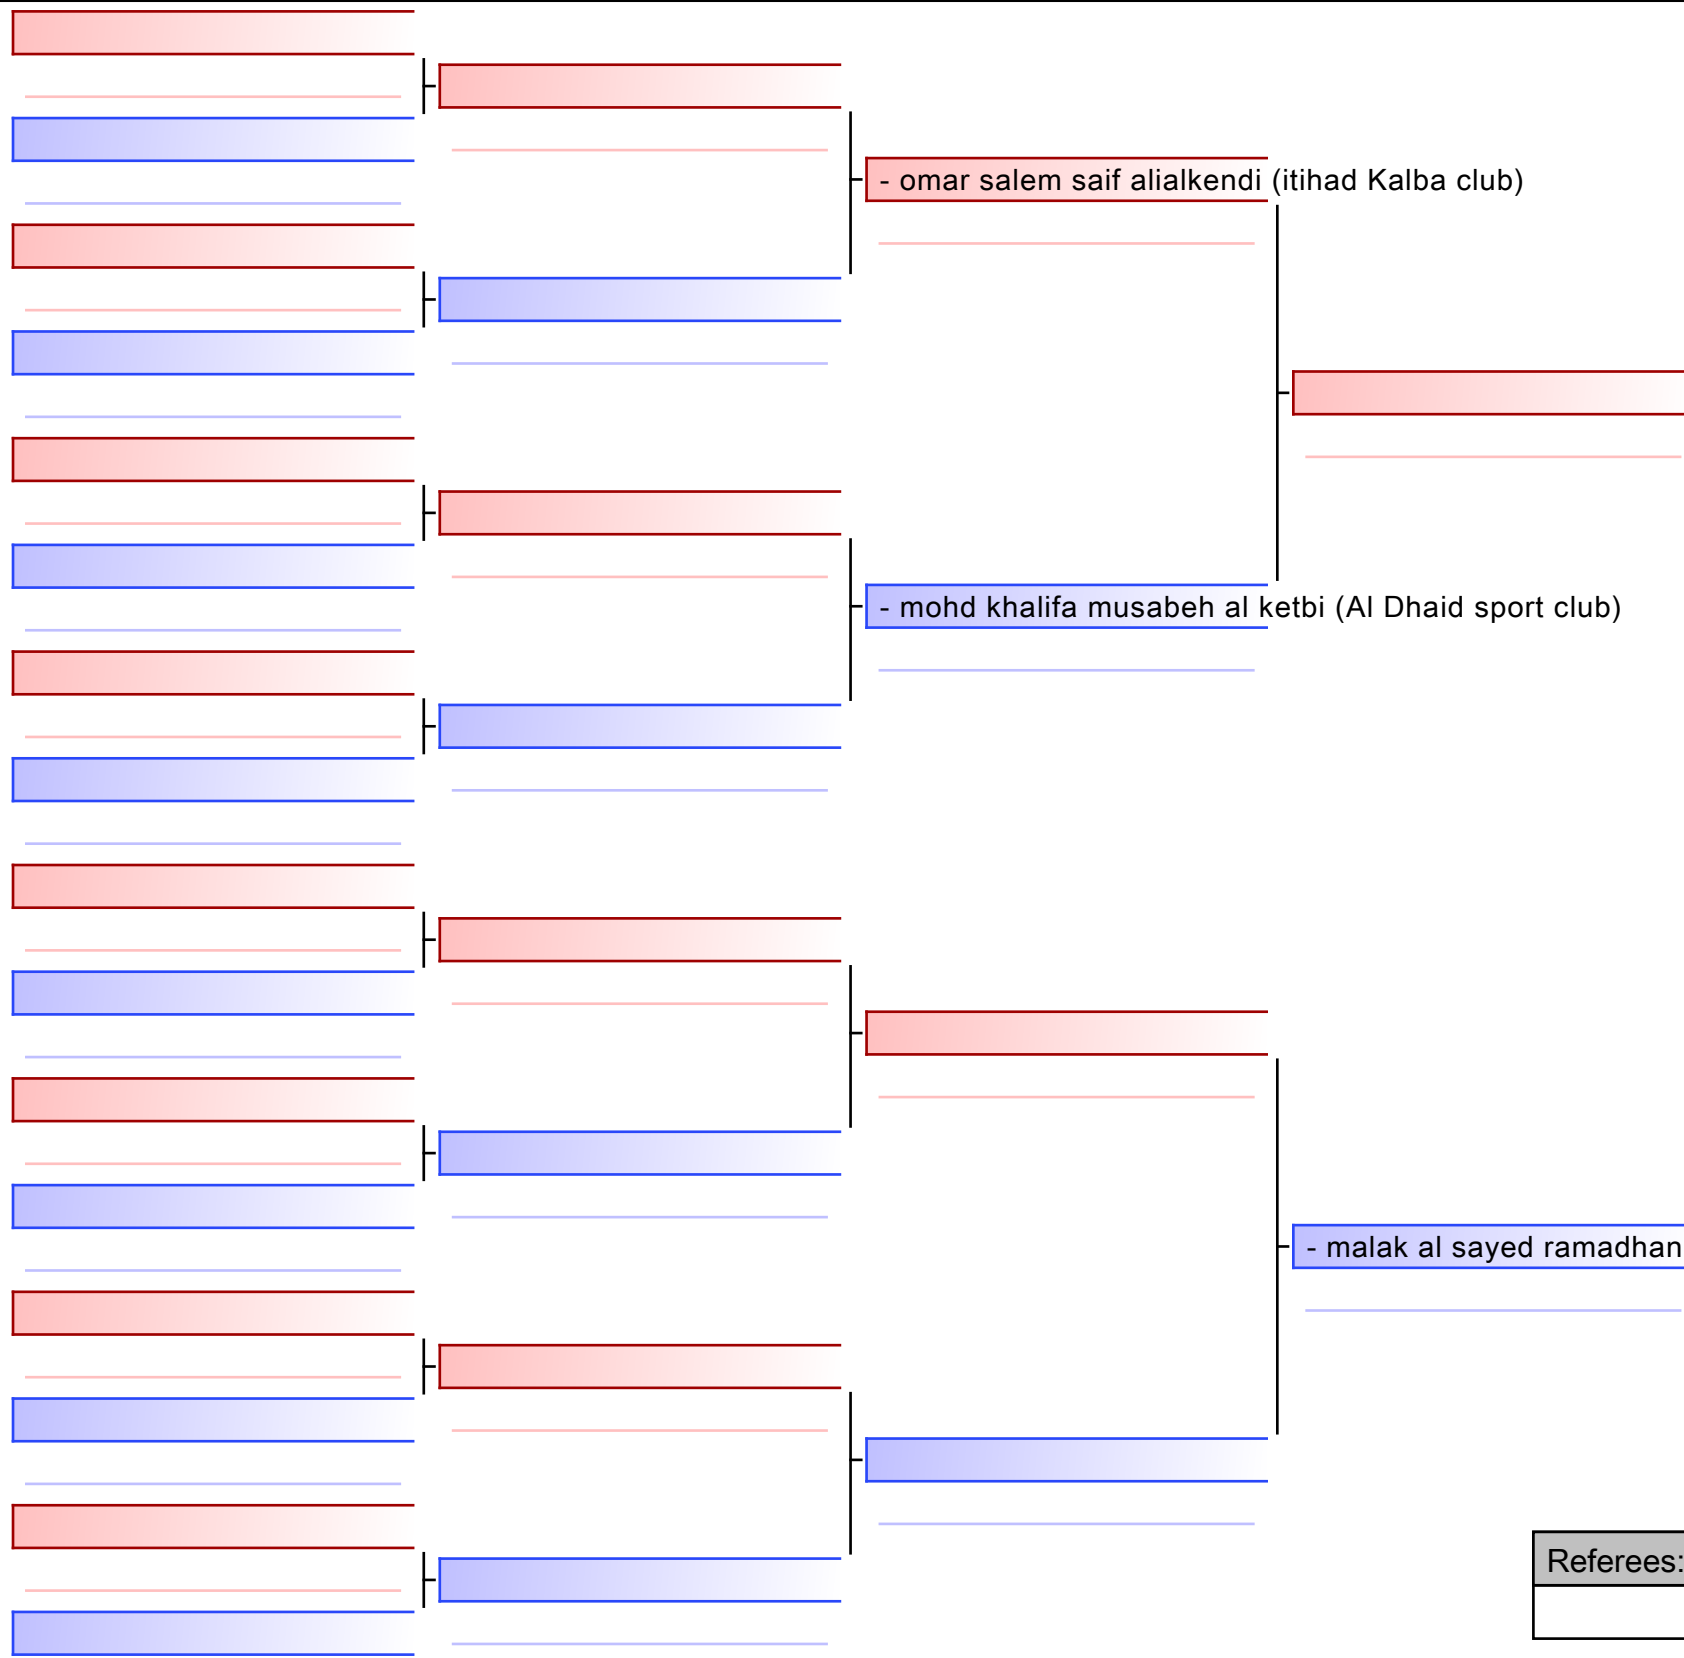 - omar salem saif alialkendi (itihad Kalba club)
- mohd khalifa musabeh al ketbi (Al Dhaid sport club)
- malak al sayed ramadhan
Referees: